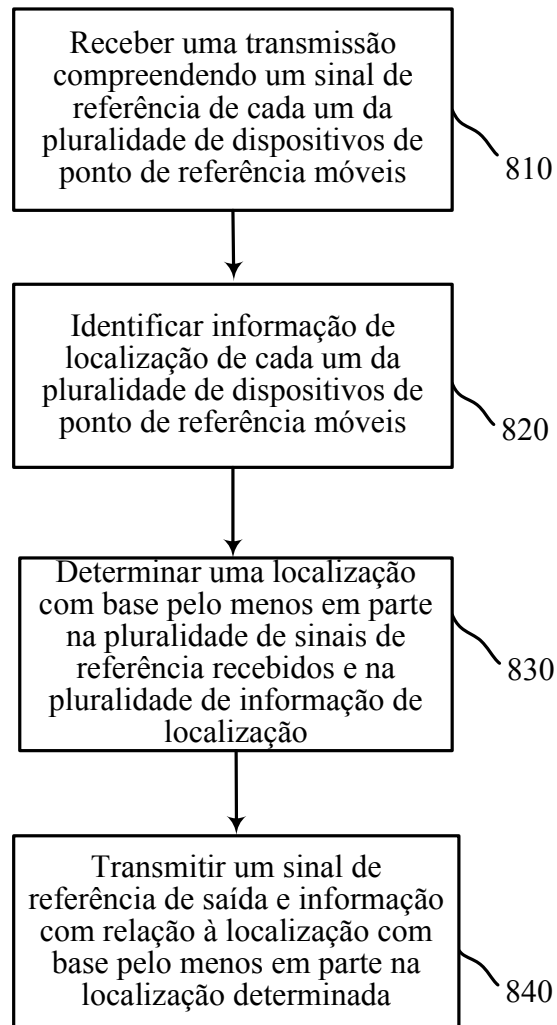 Receber uma transmissão
compreendendo um sinal de
referência de cada um da
pluralidade de dispositivos de
ponto de referência móveis
810
Identificar informação de
localização de cada um da
pluralidade de dispositivos de
ponto de referência móveis
820
Determinar uma localização
com base pelo menos em parte
na pluralidade de sinais de
referência recebidos e na
pluralidade de informação de
localização
830
Transmitir um sinal de
referência de saída e informação
com relação à localização com
base pelo menos em parte na
localização determinada
840